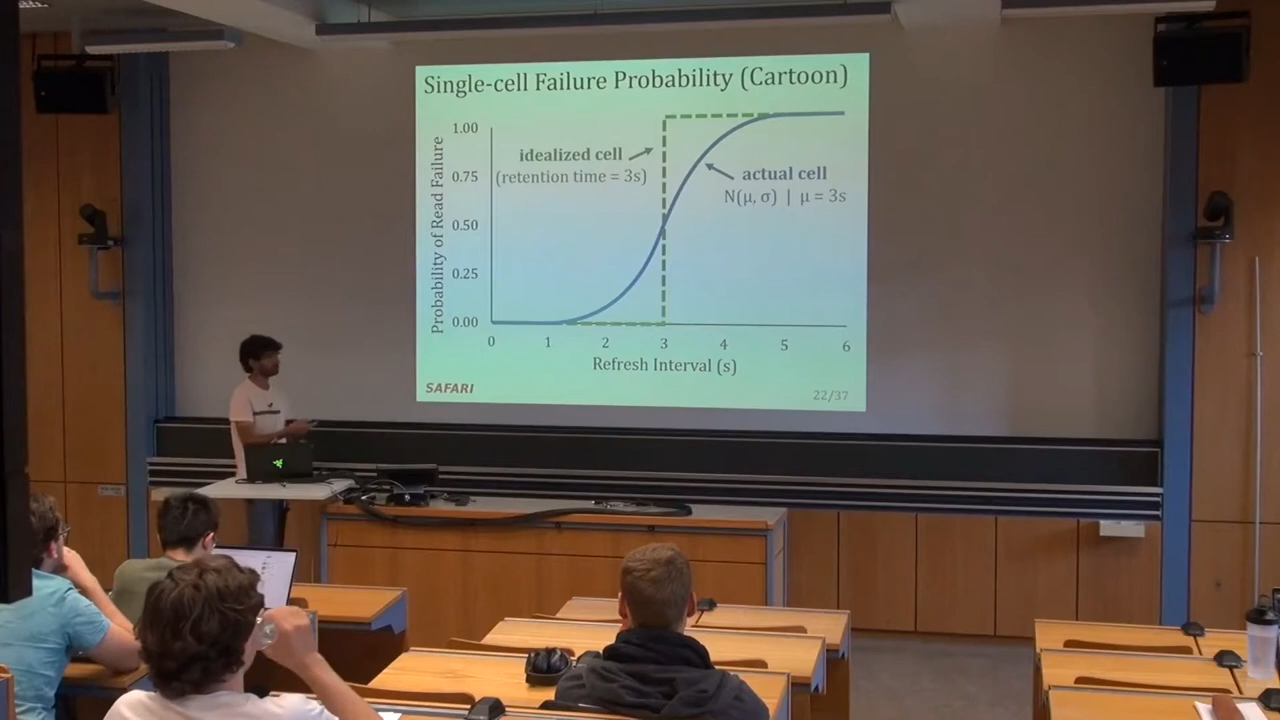 Single-cell Failure Probability (Cartoon)
Probability of Read Failure
1.00
0.75
0.50
0.25
0.00
idealized cell
(retention time = 3s)
actual cell
N(μ, σ) | μ = 3s
0 1 2 3 4 5 6
Refresh Interval (s)
SAFARI
22/37